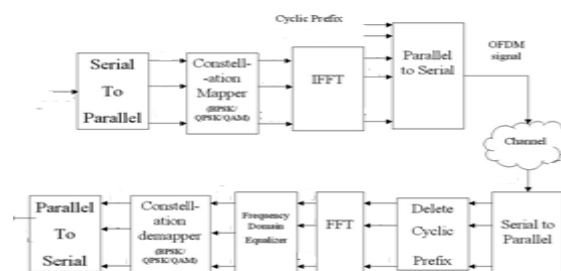 Cyclic Prefix
Serial
To
Parallel
Constell-
-ation
Mapper
(BPSK/
QPSK/QAM)
IFFT
Parallel
to Serial
OFDM
signal
Channel
Parallel
To
Serial
Constell-
ation
demapper
(BPSK/
QPSK/QAM)
Frequency
Domain
Equalizer
FFT
Delete
Cyclic
Prefix
Serial to
Parallel